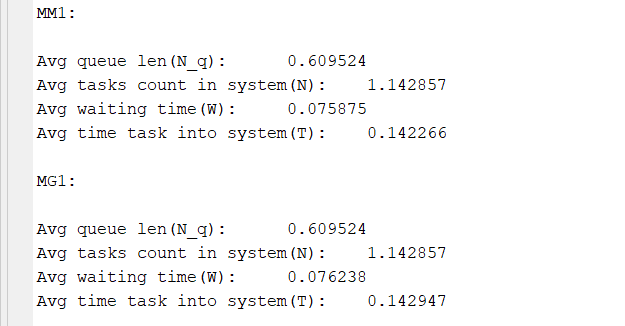 MM1:
Avg queue len(N_q):      0.609524
Avg tasks count in system(N):    1.142857
Avg waiting time(W):     0.075875
Avg time task into system(T):    0.142266
MG1:
Avg queue len(N_q):      0.609524
Avg tasks count in system(N):    1.142857
Avg waiting time(W):     0.076238
Avg time task into system(T):    0.142947